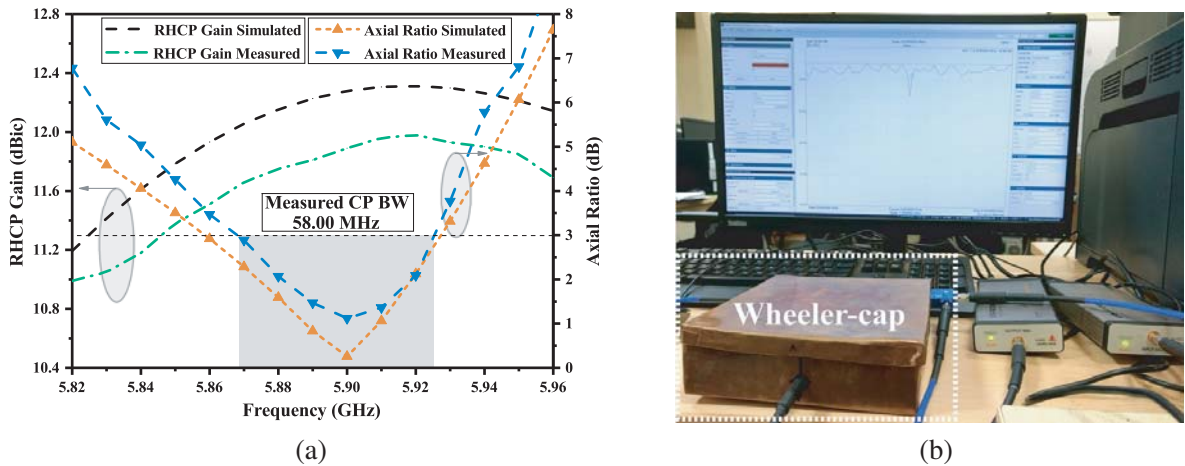 12.8
12.4
12.0
11.6
11.2
10.8
10.4
RHCP Gain (dBic)
RHCP Gain Simulated
RHCP Gain Measured
Axial Ratio Simulated
Axial Ratio Measured
Measured CP BW
58.00 MHz
8
7
6
5
4
3
2
1
0
Axial Ratio (dB)
5.82 5.84 5.86 5.88 5.90 5.92 5.94 5.96
Frequency (GHz)
(a)
Wheeler-cap
(b)